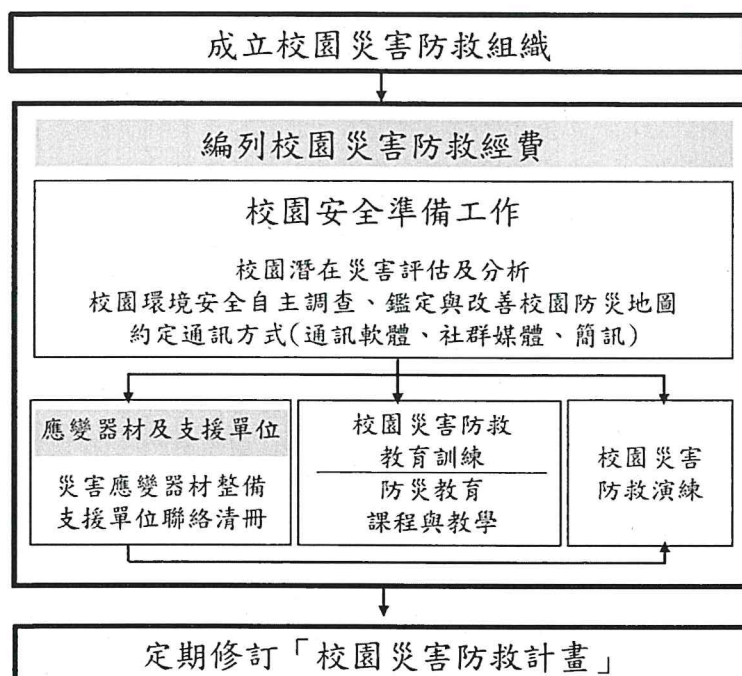 成立校園災害防救組織
編列校園災害防救經費
校園安全準備工作
校園潛在災害評估及分析
校園環境安全自主調查、鑑定與改善校園防災地圖
約定通訊方式(通訊軟體、社群媒體、簡訊)
應變器材及支援單位
災害應變器材整備
支援單位聯絡清冊
校園災害防救
教育訓練
防災教育
課程與教學
校園災害
防救演練
定期修訂「校園災害防救計畫」